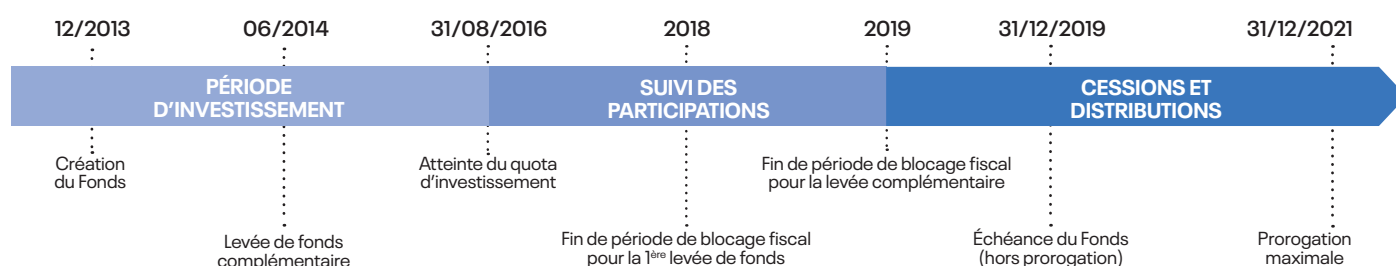 12/2013
06/2014
31/08/2016
2018
2019
31/12/2019
31/12/2021
PÉRIODE
D'INVESTISSEMENT
SUIVI DES
PARTICIPATIONS
CESSIONS ET
DISTRIBUTIONS
Création
du Fonds
Atteinte du quota
d'investissement
Fin de période de blocage fiscal
pour la levée complémentaire
Levée de fonds
complémentaire
Fin de période de blocage fiscal
pour la 1ère levée de fonds
Échéance du Fonds
(hors prorogation)
Prorogation
maximale